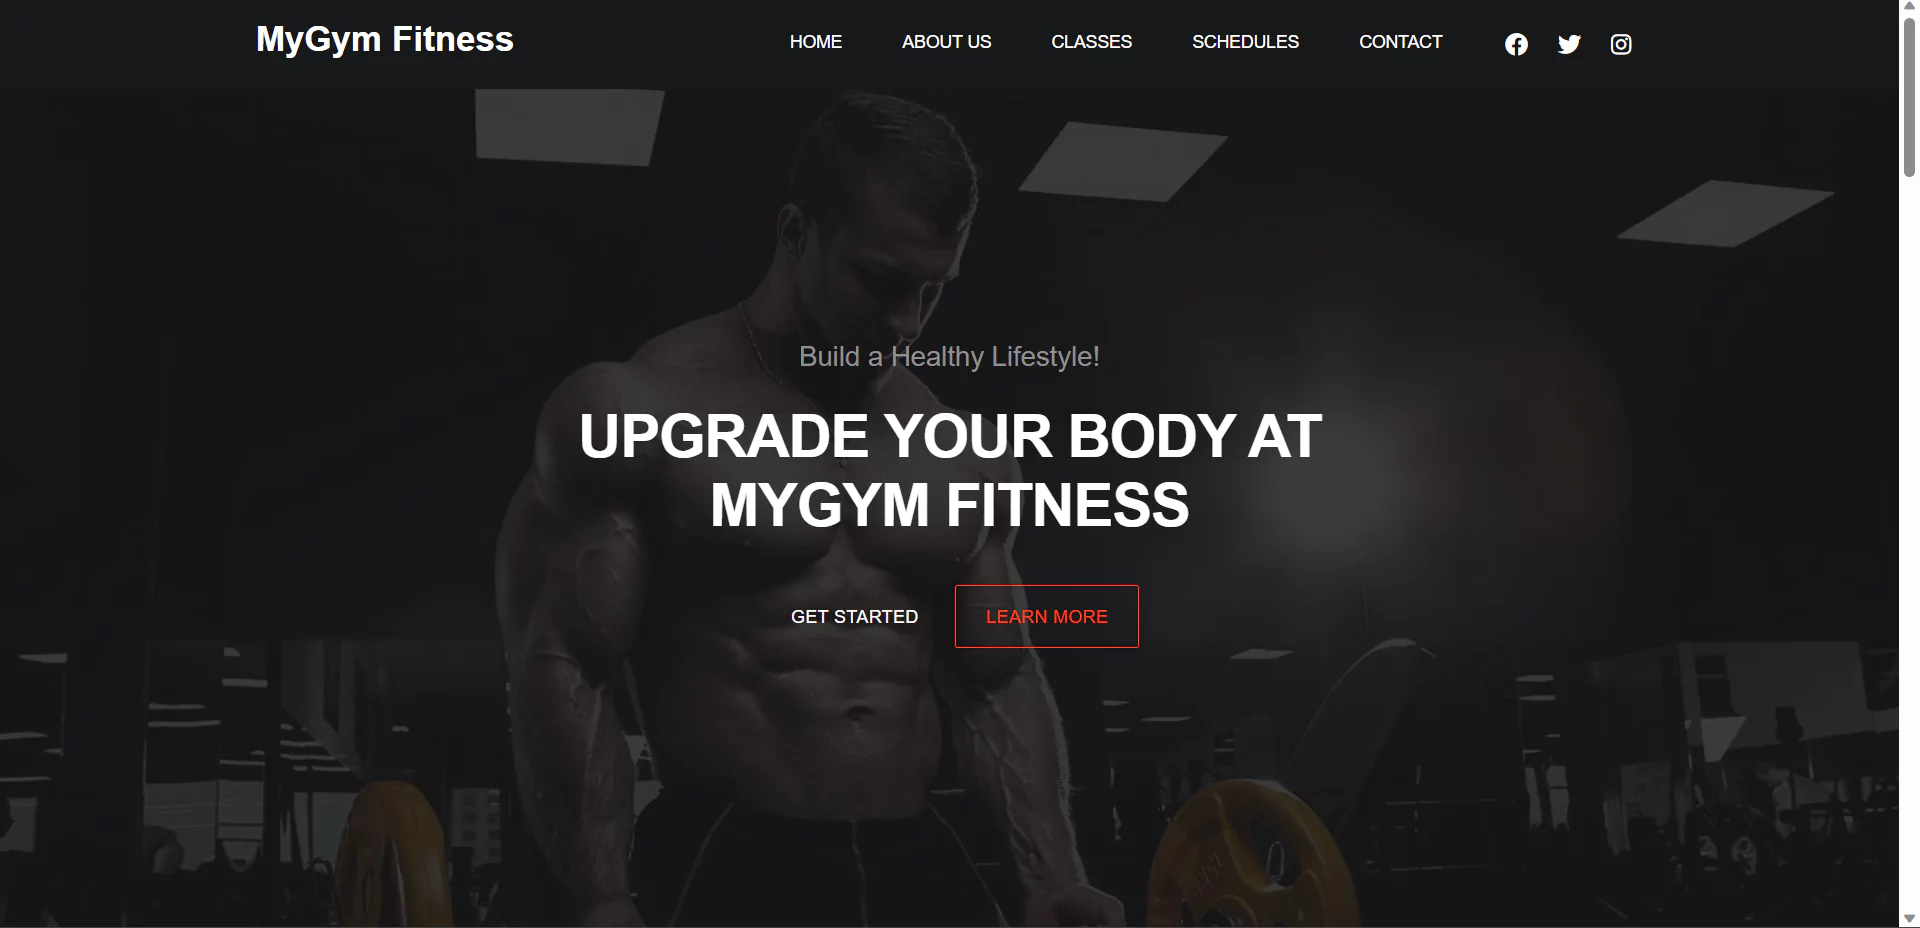 MyGym Fitness
HOME
ABOUT US
CLASSES
SCHEDULES
CONTACT
Build a Healthy Lifestyle!
UPGRADE YOUR BODY AT
MYGYM FITNESS
GET STARTED
LEARN MORE